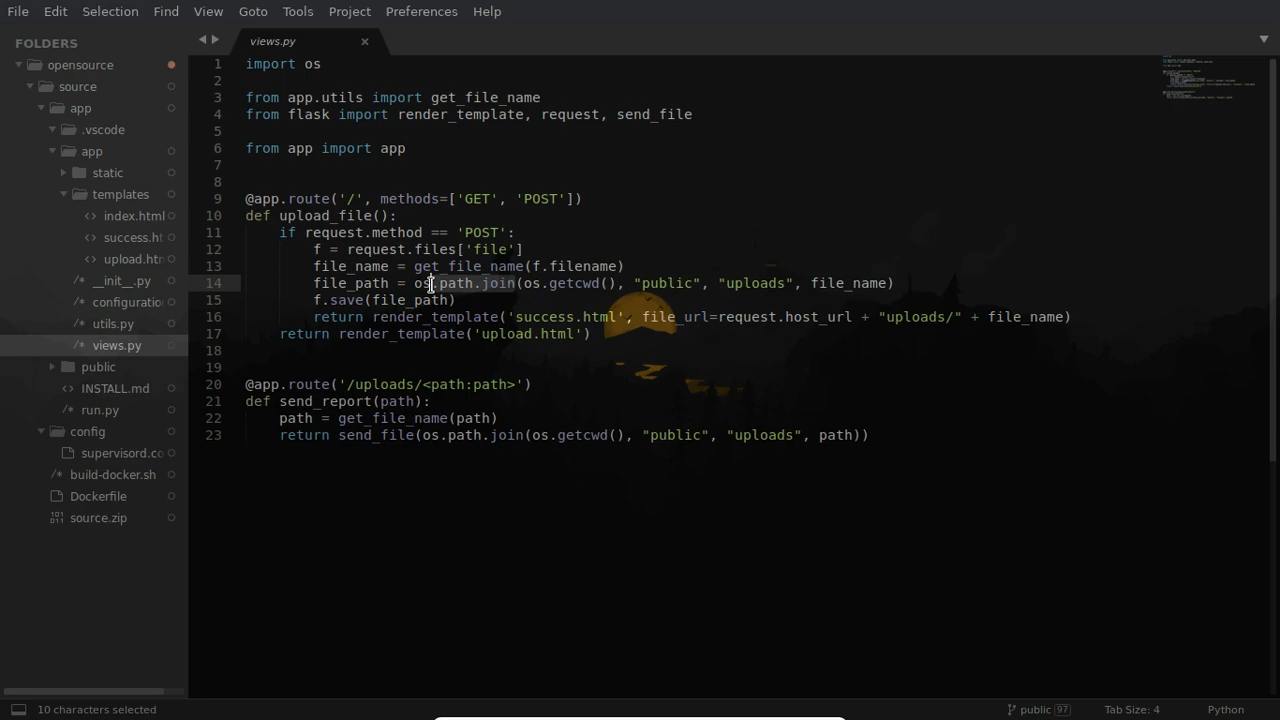 File Edit Selection Find View Goto Tools Project Preferences Help
FOLDERS
opensource
source
app
.vscode
app
static
templates
index.html
success.ht
upload.htn
__init__.py
configuratio
utils.py
views.py
public
INSTALL.md
run.py
config
supervisord.co
build-docker.sh
Dockerfile
source.zip
views.py
1 import os
2
3 from app.utils import get_file_name
4 from flask import render_template, request, send_file
5
6 from app import app
7
8
9 @app.route('/', methods=['GET', 'POST'])
10 def upload_file():
11 if request.method == 'POST':
12 f = request.files['file']
13 file_name = get_file_name(f.filename)
14 file_path = os.path.join(os.getcwd(), "public", "uploads", file_name)
15 f.save(file_path)
16 return render_template('success.html', file_url=request.host_url + "uploads/" + file_name)
17 return render_template('upload.html')
18
19
20 @app.route('/uploads/<path:path>')
21 def send_report(path):
22 path = get_file_name(path)
23 return send_file(os.path.join(os.getcwd(), "public", "uploads", path))
10 characters selected
public 97
Tab Size: 4
Python